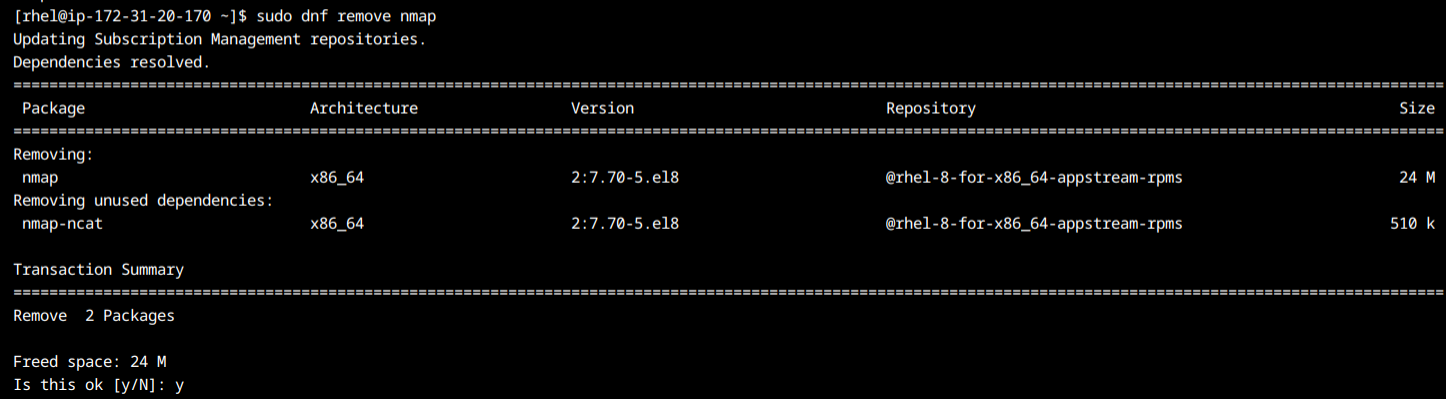 [rhel@ip-172-31-20-170 ~]$ sudo dnf remove nmap
Updating Subscription Management repositories.
Dependencies resolved.
================================================================================================================================================================
Package Architecture Version Repository Size
================================================================================================================================================================
Removing:
nmap x86_64 2:7.70-5.el8 @rhel-8-for-x86_64-appstream-rpms 24 M
Removing unused dependencies:
nmap-ncat x86_64 2:7.70-5.el8 @rhel-8-for-x86_64-appstream-rpms 510 k
Transaction Summary
================================================================================================================================================================
Remove 2 Packages
Freed space: 24 M
Is this ok [y/N]: y